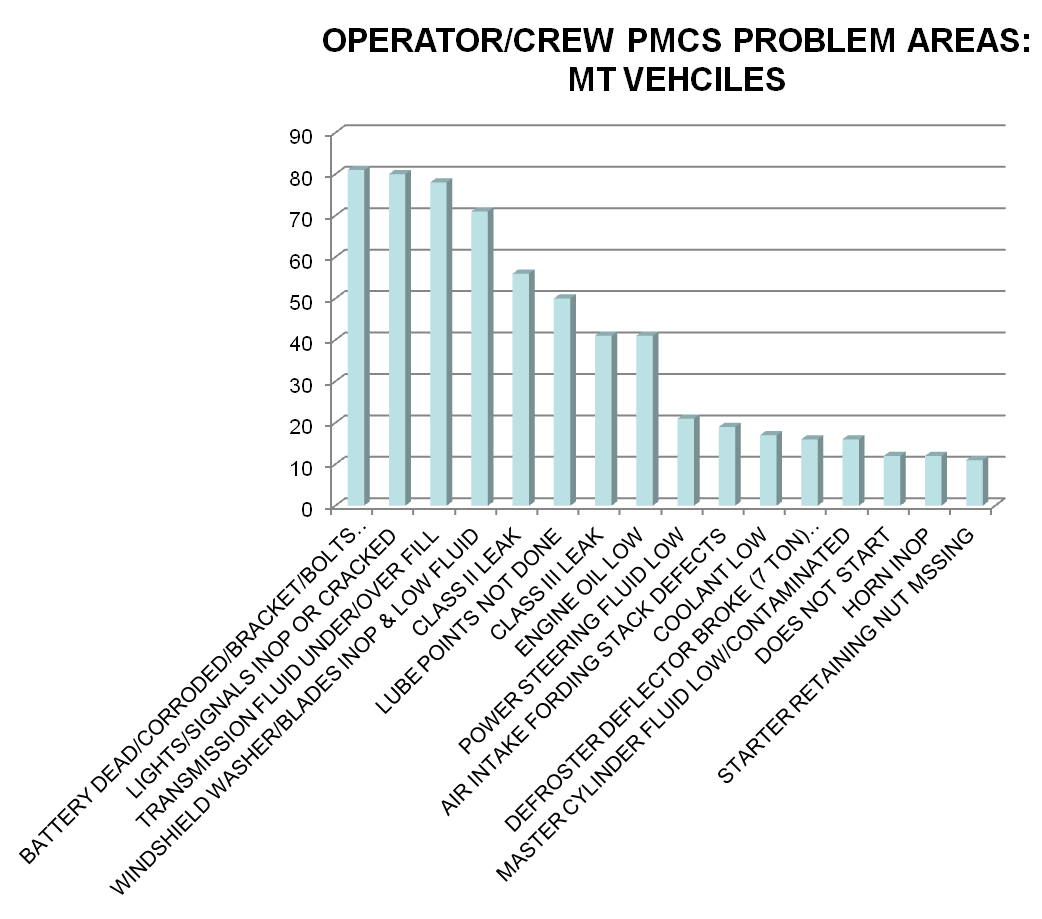 OPERATOR/CREW PMCS PROBLEM AREAS:
MT VEHCILES
90
80
70
60
50
40
30
20
10
0
BATTERY DEAD/CORRODED/BRACKET/BOLTS..
LIGHTS/SIGNALS INOP OR CRACKED
TRANSMISSION FLUID UNDER/OVER FILL
WINDSHIELD WASHER/BLADES INOP & LOW FLUID
CLASS II LEAK
LUBE POINTS NOT DONE
CLASS III LEAK
ENGINE OIL LOW
POWER STEERING FLUID LOW
AIR INTAKE FORDING STACK DEFECTS
COOLANT LOW
DEFROSTER DEFLECTOR BROKE (7 TON)..
MASTER CYLINDER FLUID LOW/CONTAMINATED
DOES NOT START
HORN INOP
STARTER RETAINING NUT MSSING